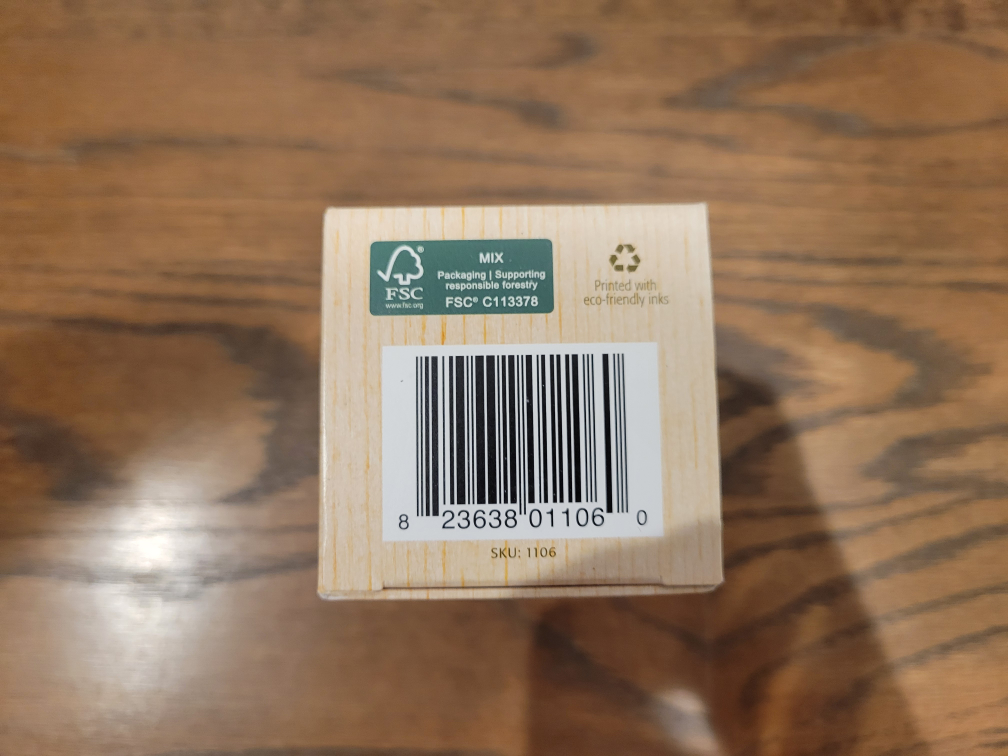 MIX
Packaging | Supporting
responsible forestry
FSC® C113378
®
FSC
www.fsc.org
Printed with
eco-friendly inks
8 23638 01106 0
SKU: 1106